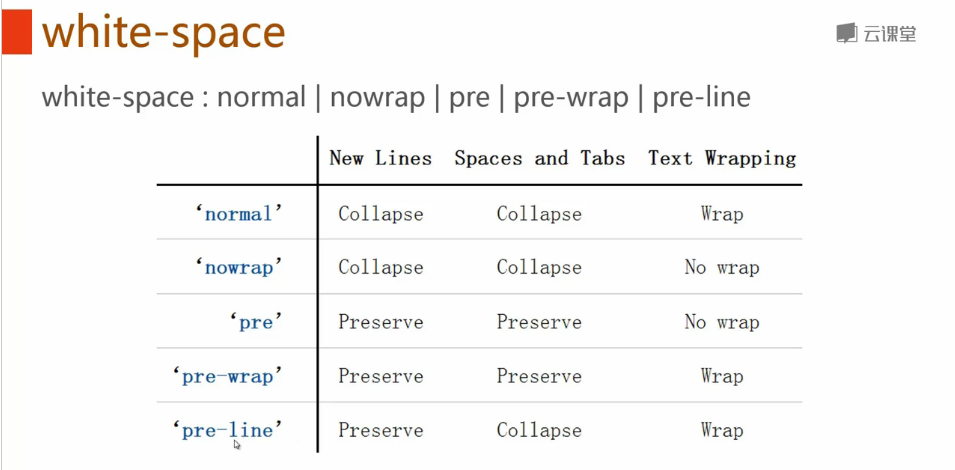 white-space
云课堂
white-space : normal | nowrap | pre | pre-wrap | pre-line
New Lines Spaces and Tabs Text Wrapping
‘normal’ Collapse Collapse Wrap
‘nowrap’ Collapse Collapse No wrap
‘pre’ Preserve Preserve No wrap
‘pre-wrap’ Preserve Preserve Wrap
‘pre-line’ Preserve Collapse Wrap